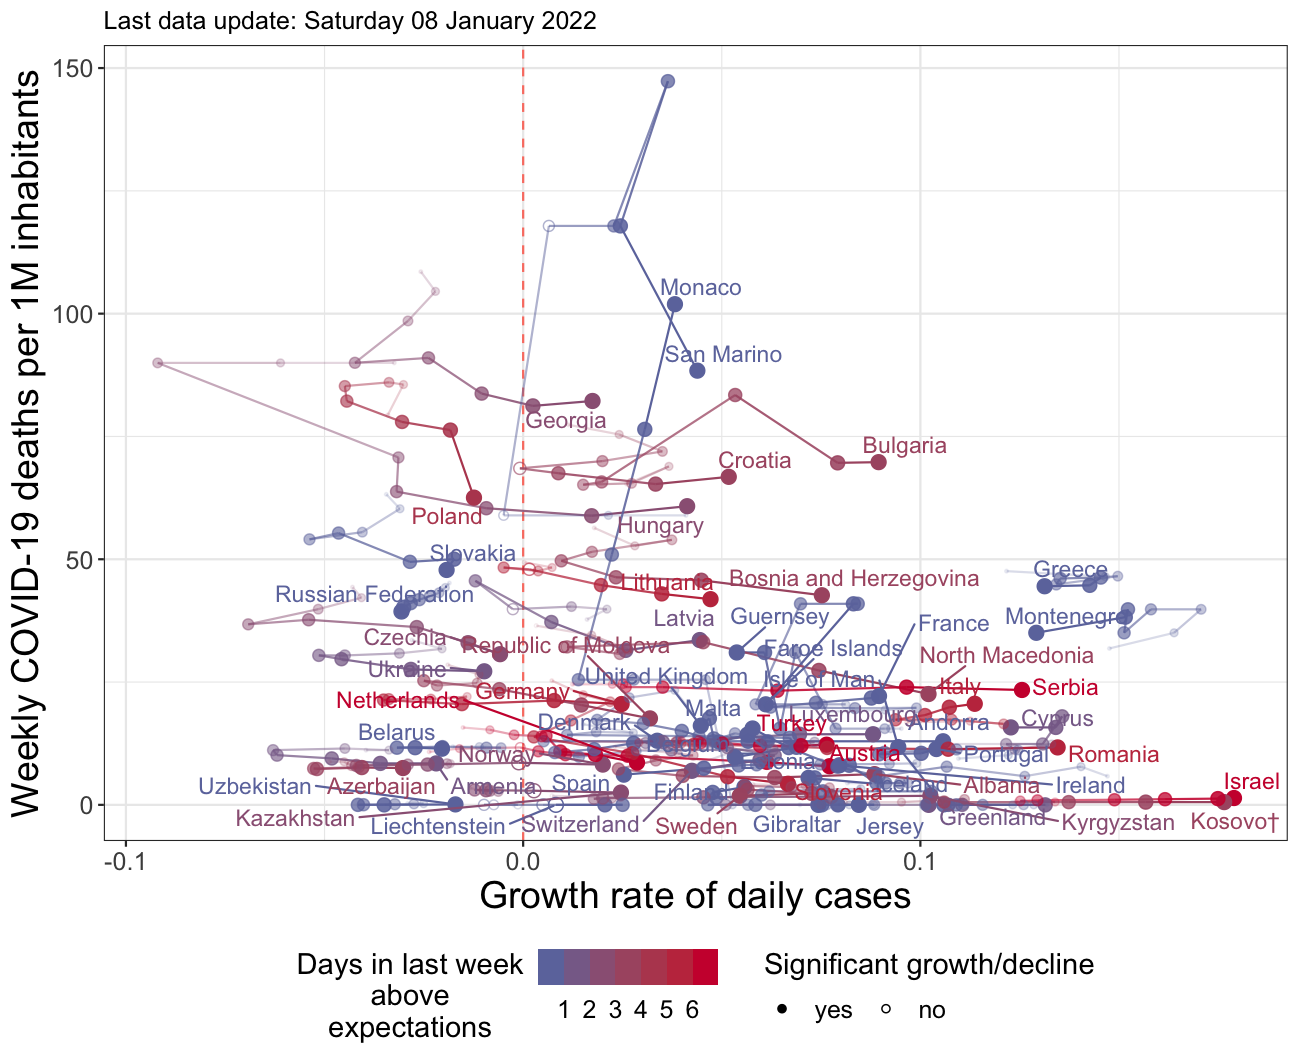 Last data update: Saturday 08 January 2022
Weekly COVID-19 deaths per 1M inhabitants
150
100
50
0
Monaco
San Marino
Georgia
Bulgaria
Croatia
Poland
Hungary
Slovakia
Greece
Lithuania
Bosnia and Herzegovina
Russian Federation
Latvia
Guernsey
Montenegro
France
Czechia
Republic of Moldova
Faroe Islands
North Macedonia
Ukraine
United Kingdom
Isle of Man
Netherlands
Germany
Italy
Serbia
Malta
Luxembourg
Denmark
Turkey
Andorra
Cyprus
Belarus
Norway
Austria
Portugal
Romania
Uzbekistan
Azerbaijan
Armenia
Spain
Finland
Slovenia
Iceland
Albania
Ireland
Israel
Kazakhstan
Liechtenstein
Switzerland
Sweden
Gibraltar
Jersey
Greenland
Kyrgyzstan
Kosovo†
-0.1
0.0
0.1
Growth rate of daily cases
Days in last week
above
expectations
1 2 3 4 5 6
Significant growth/decline
yes
no